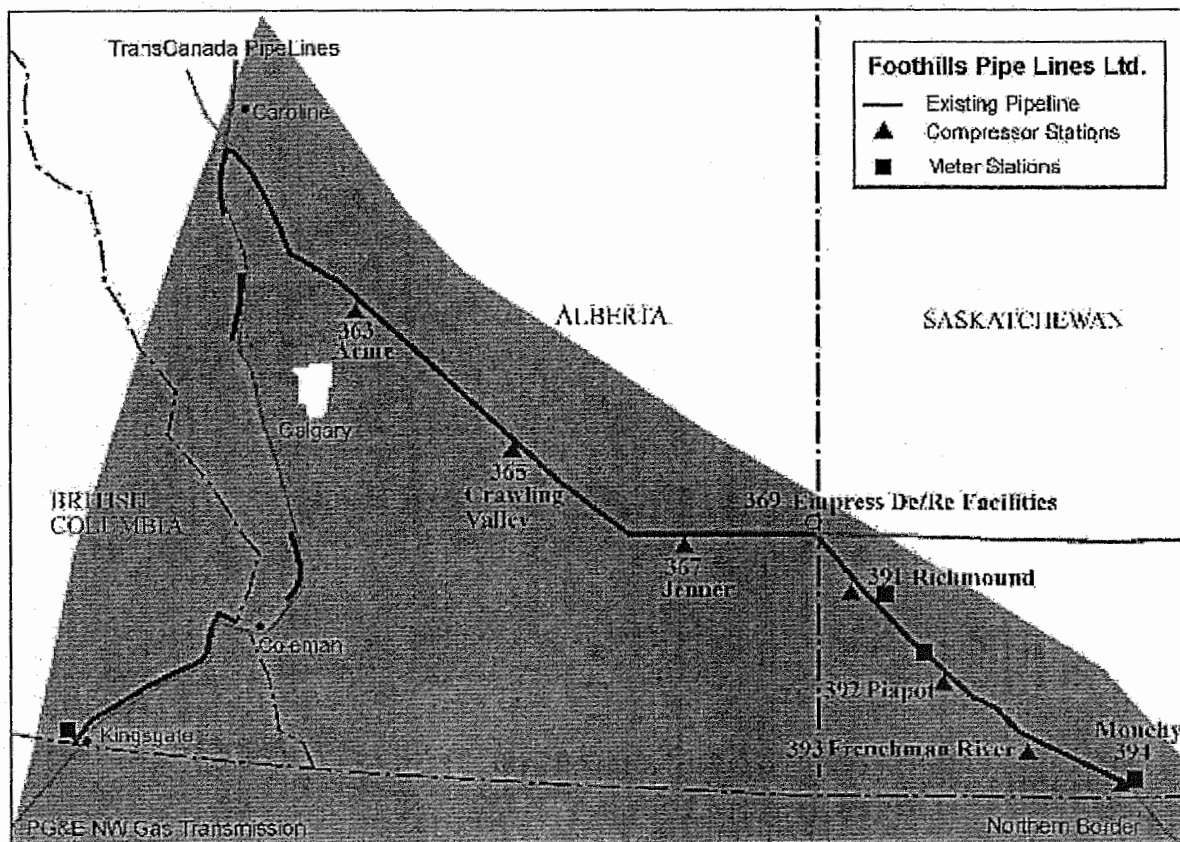 TransCanada PipeLines
Caroline
Foothills Pipe Lines Ltd.
Existing Pipeline
Compressor Stations
Meter Stations
ALBERTA
SASKATCHEWAN
363
Acme
Calgary
365
Crawling
Valley
BRITISH
COLUMBIA
369 Empress De/Re Facilities
367
Jenner
391 Richmound
Coleman
392 Piapot
Kingsgate
393 Frenchman River
Monchy
394
PG&E NW Gas Transmission
Northern Border